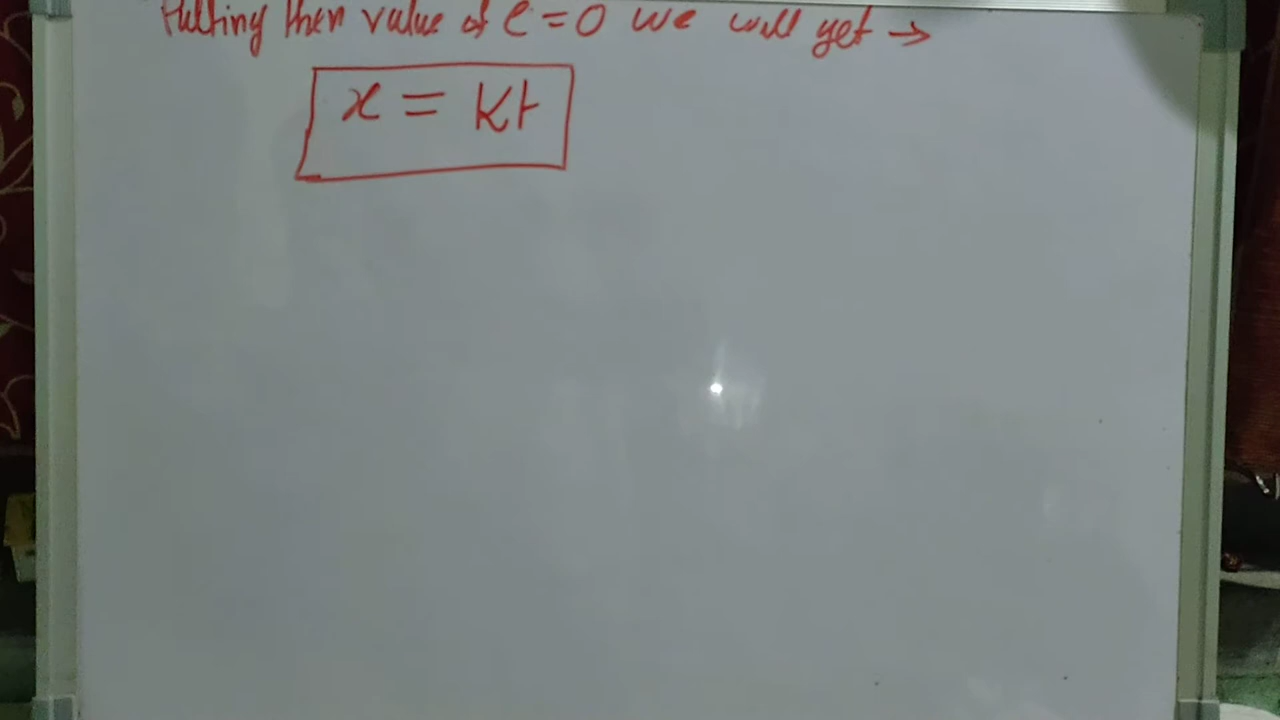 Putting then value of c = 0 we will get →
x = kt